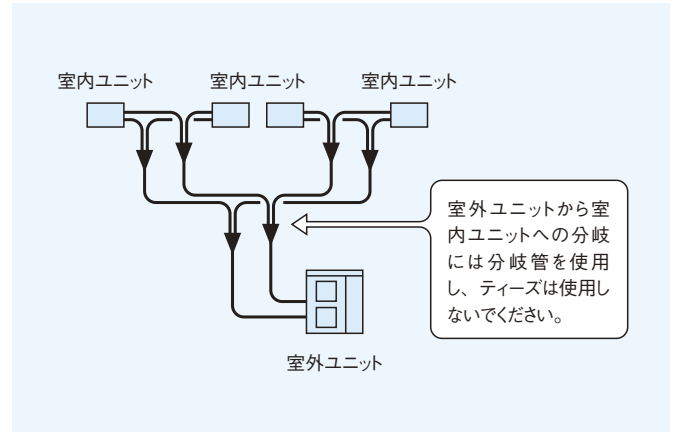 室内ユニット
室内ユニット
室内ユニット
室外ユニットから室
内ユニットへの分岐
には分岐管を使用
し、ティーズは使用し
ないでください。
室外ユニット